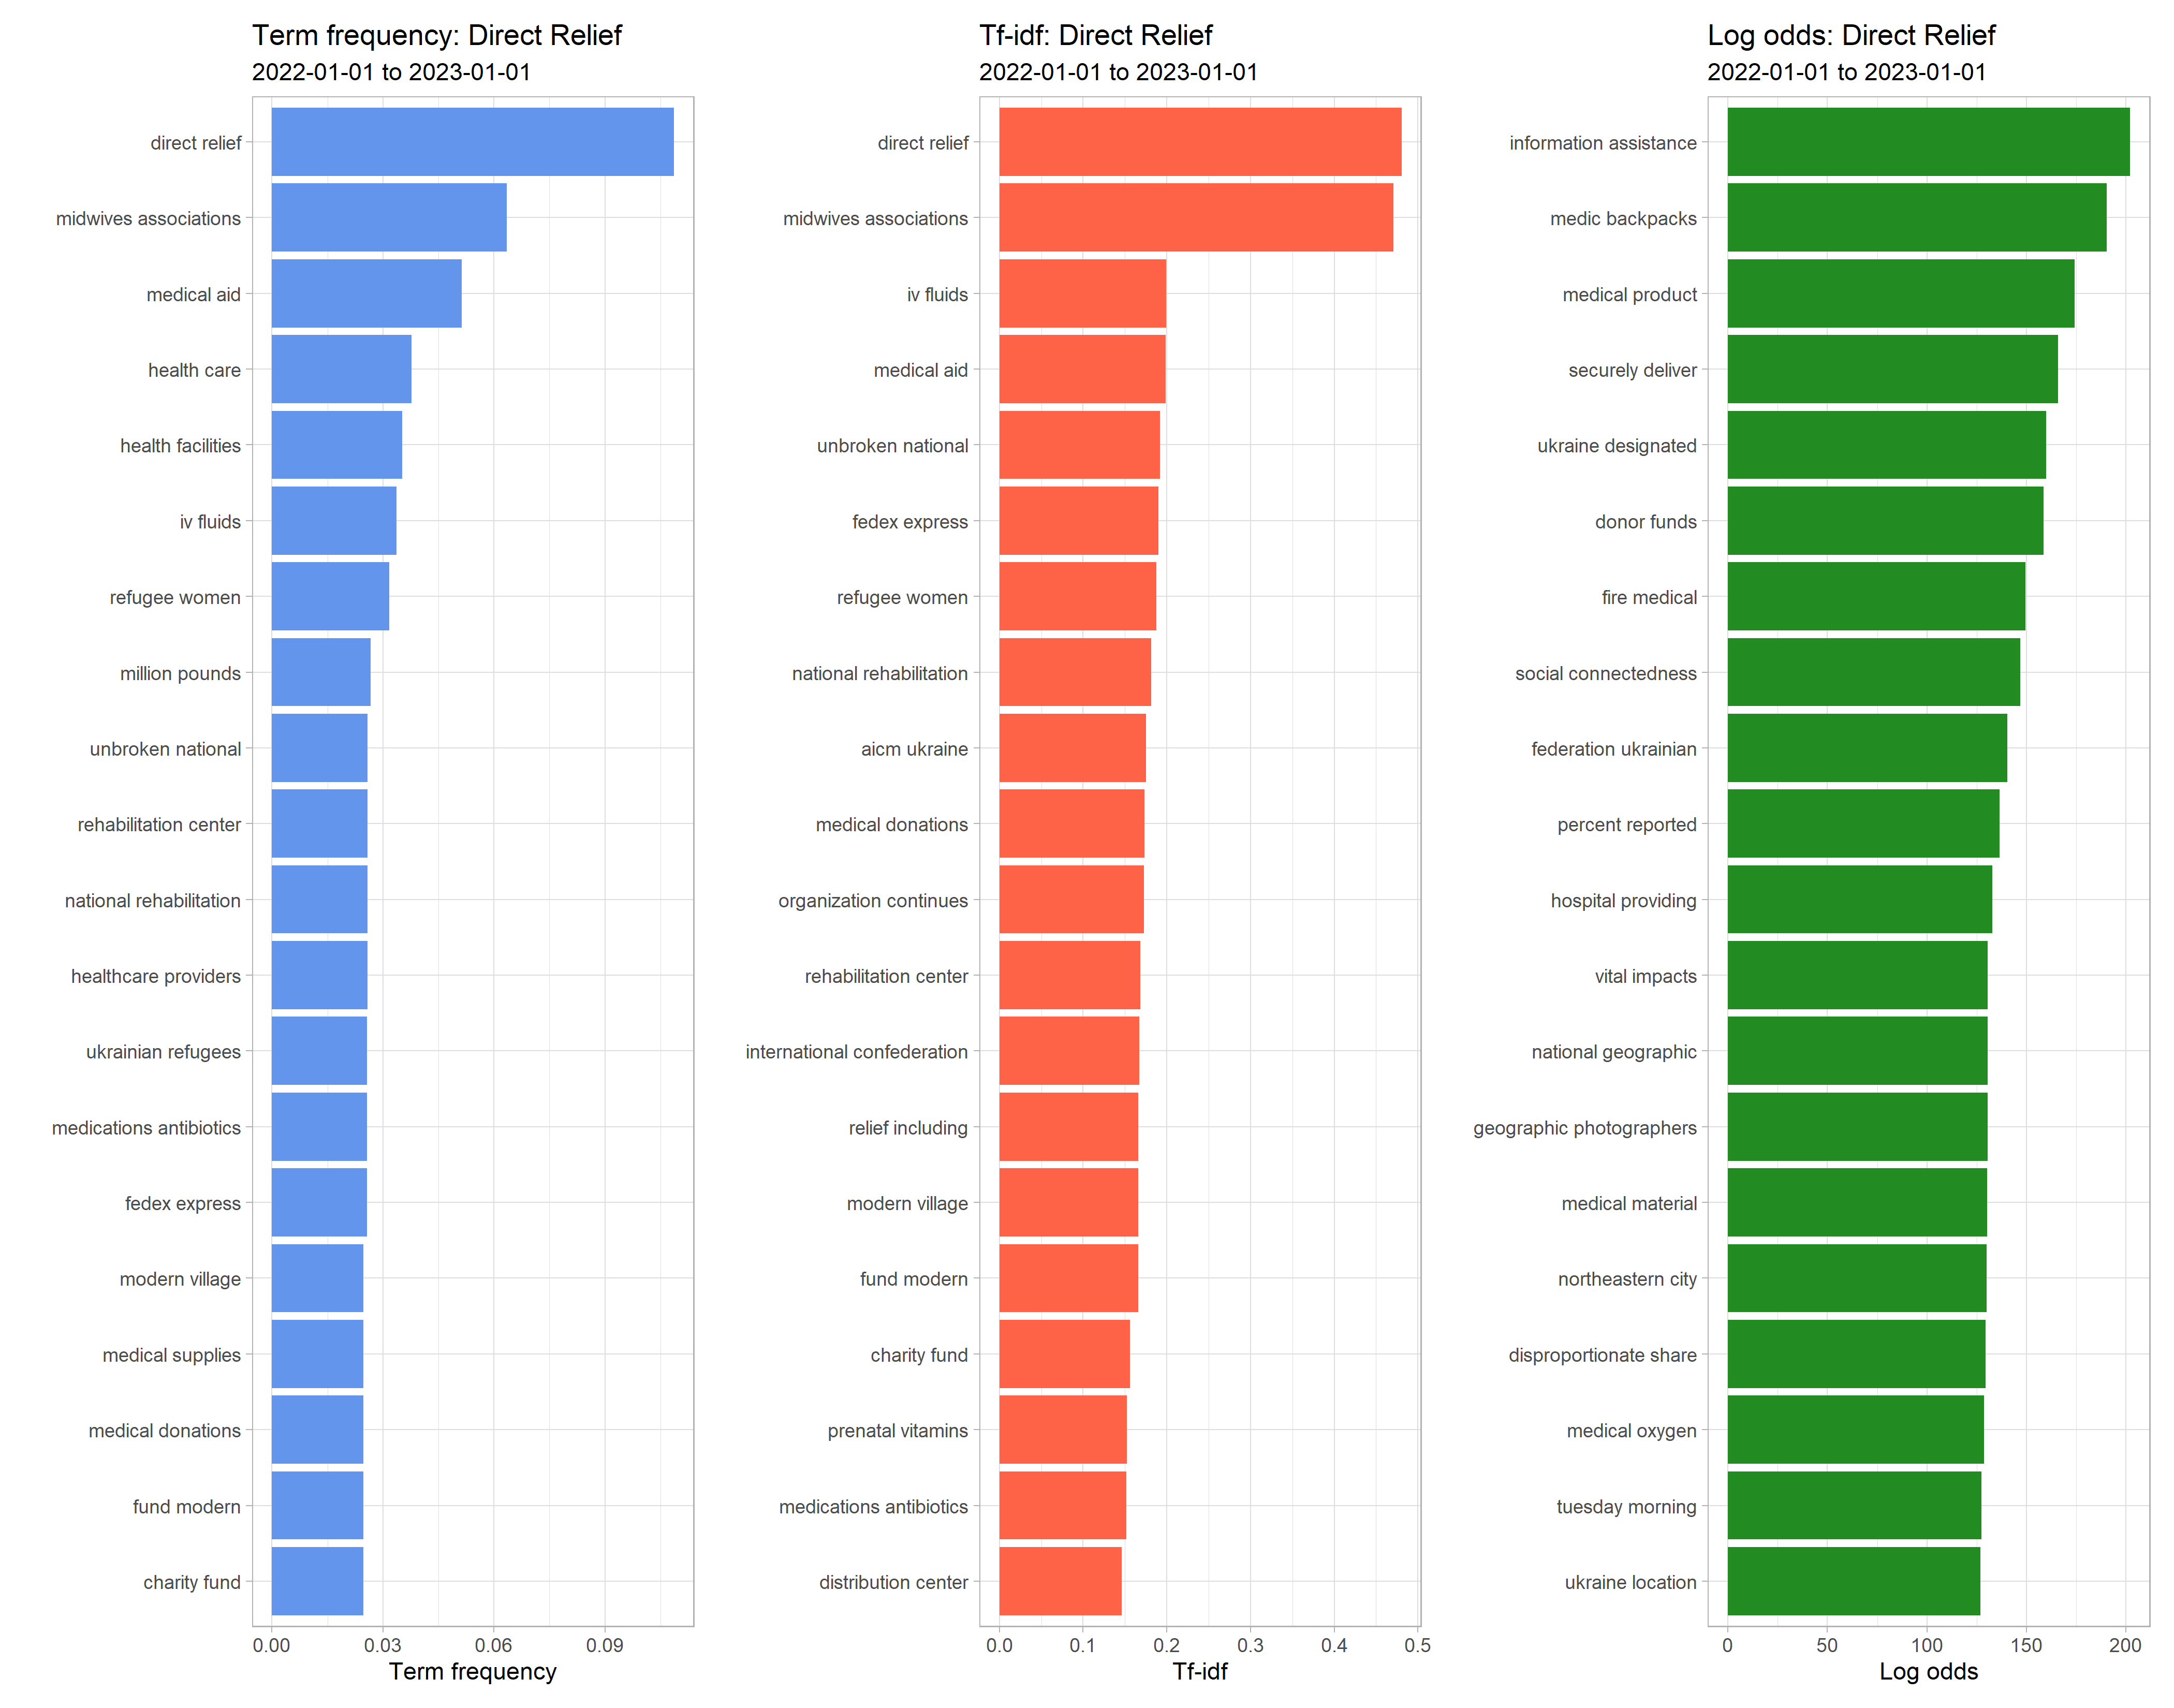 Term frequency: Direct Relief
2022-01-01 to 2023-01-01
direct relief
midwives associations
medical aid
health care
health facilities
iv fluids
refugee women
million pounds
unbroken national
rehabilitation center
national rehabilitation
healthcare providers
ukrainian refugees
medications antibiotics
fedex express
modern village
medical supplies
medical donations
fund modern
charity fund
0.00 0.03 0.06 0.09
Term frequency
Tf-idf: Direct Relief
2022-01-01 to 2023-01-01
direct relief
midwives associations
iv fluids
medical aid
unbroken national
fedex express
refugee women
national rehabilitation
aicm ukraine
medical donations
organization continues
rehabilitation center
international confederation
relief including
modern village
fund modern
charity fund
prenatal vitamins
medications antibiotics
distribution center
0.0 0.1 0.2 0.3 0.4 0.5
Tf-idf
Log odds: Direct Relief
2022-01-01 to 2023-01-01
information assistance
medic backpacks
medical product
securely deliver
ukraine designated
donor funds
fire medical
social connectedness
federation ukrainian
percent reported
hospital providing
vital impacts
national geographic
geographic photographers
medical material
northeastern city
disproportionate share
medical oxygen
tuesday morning
ukraine location
0 50 100 150 200
Log odds